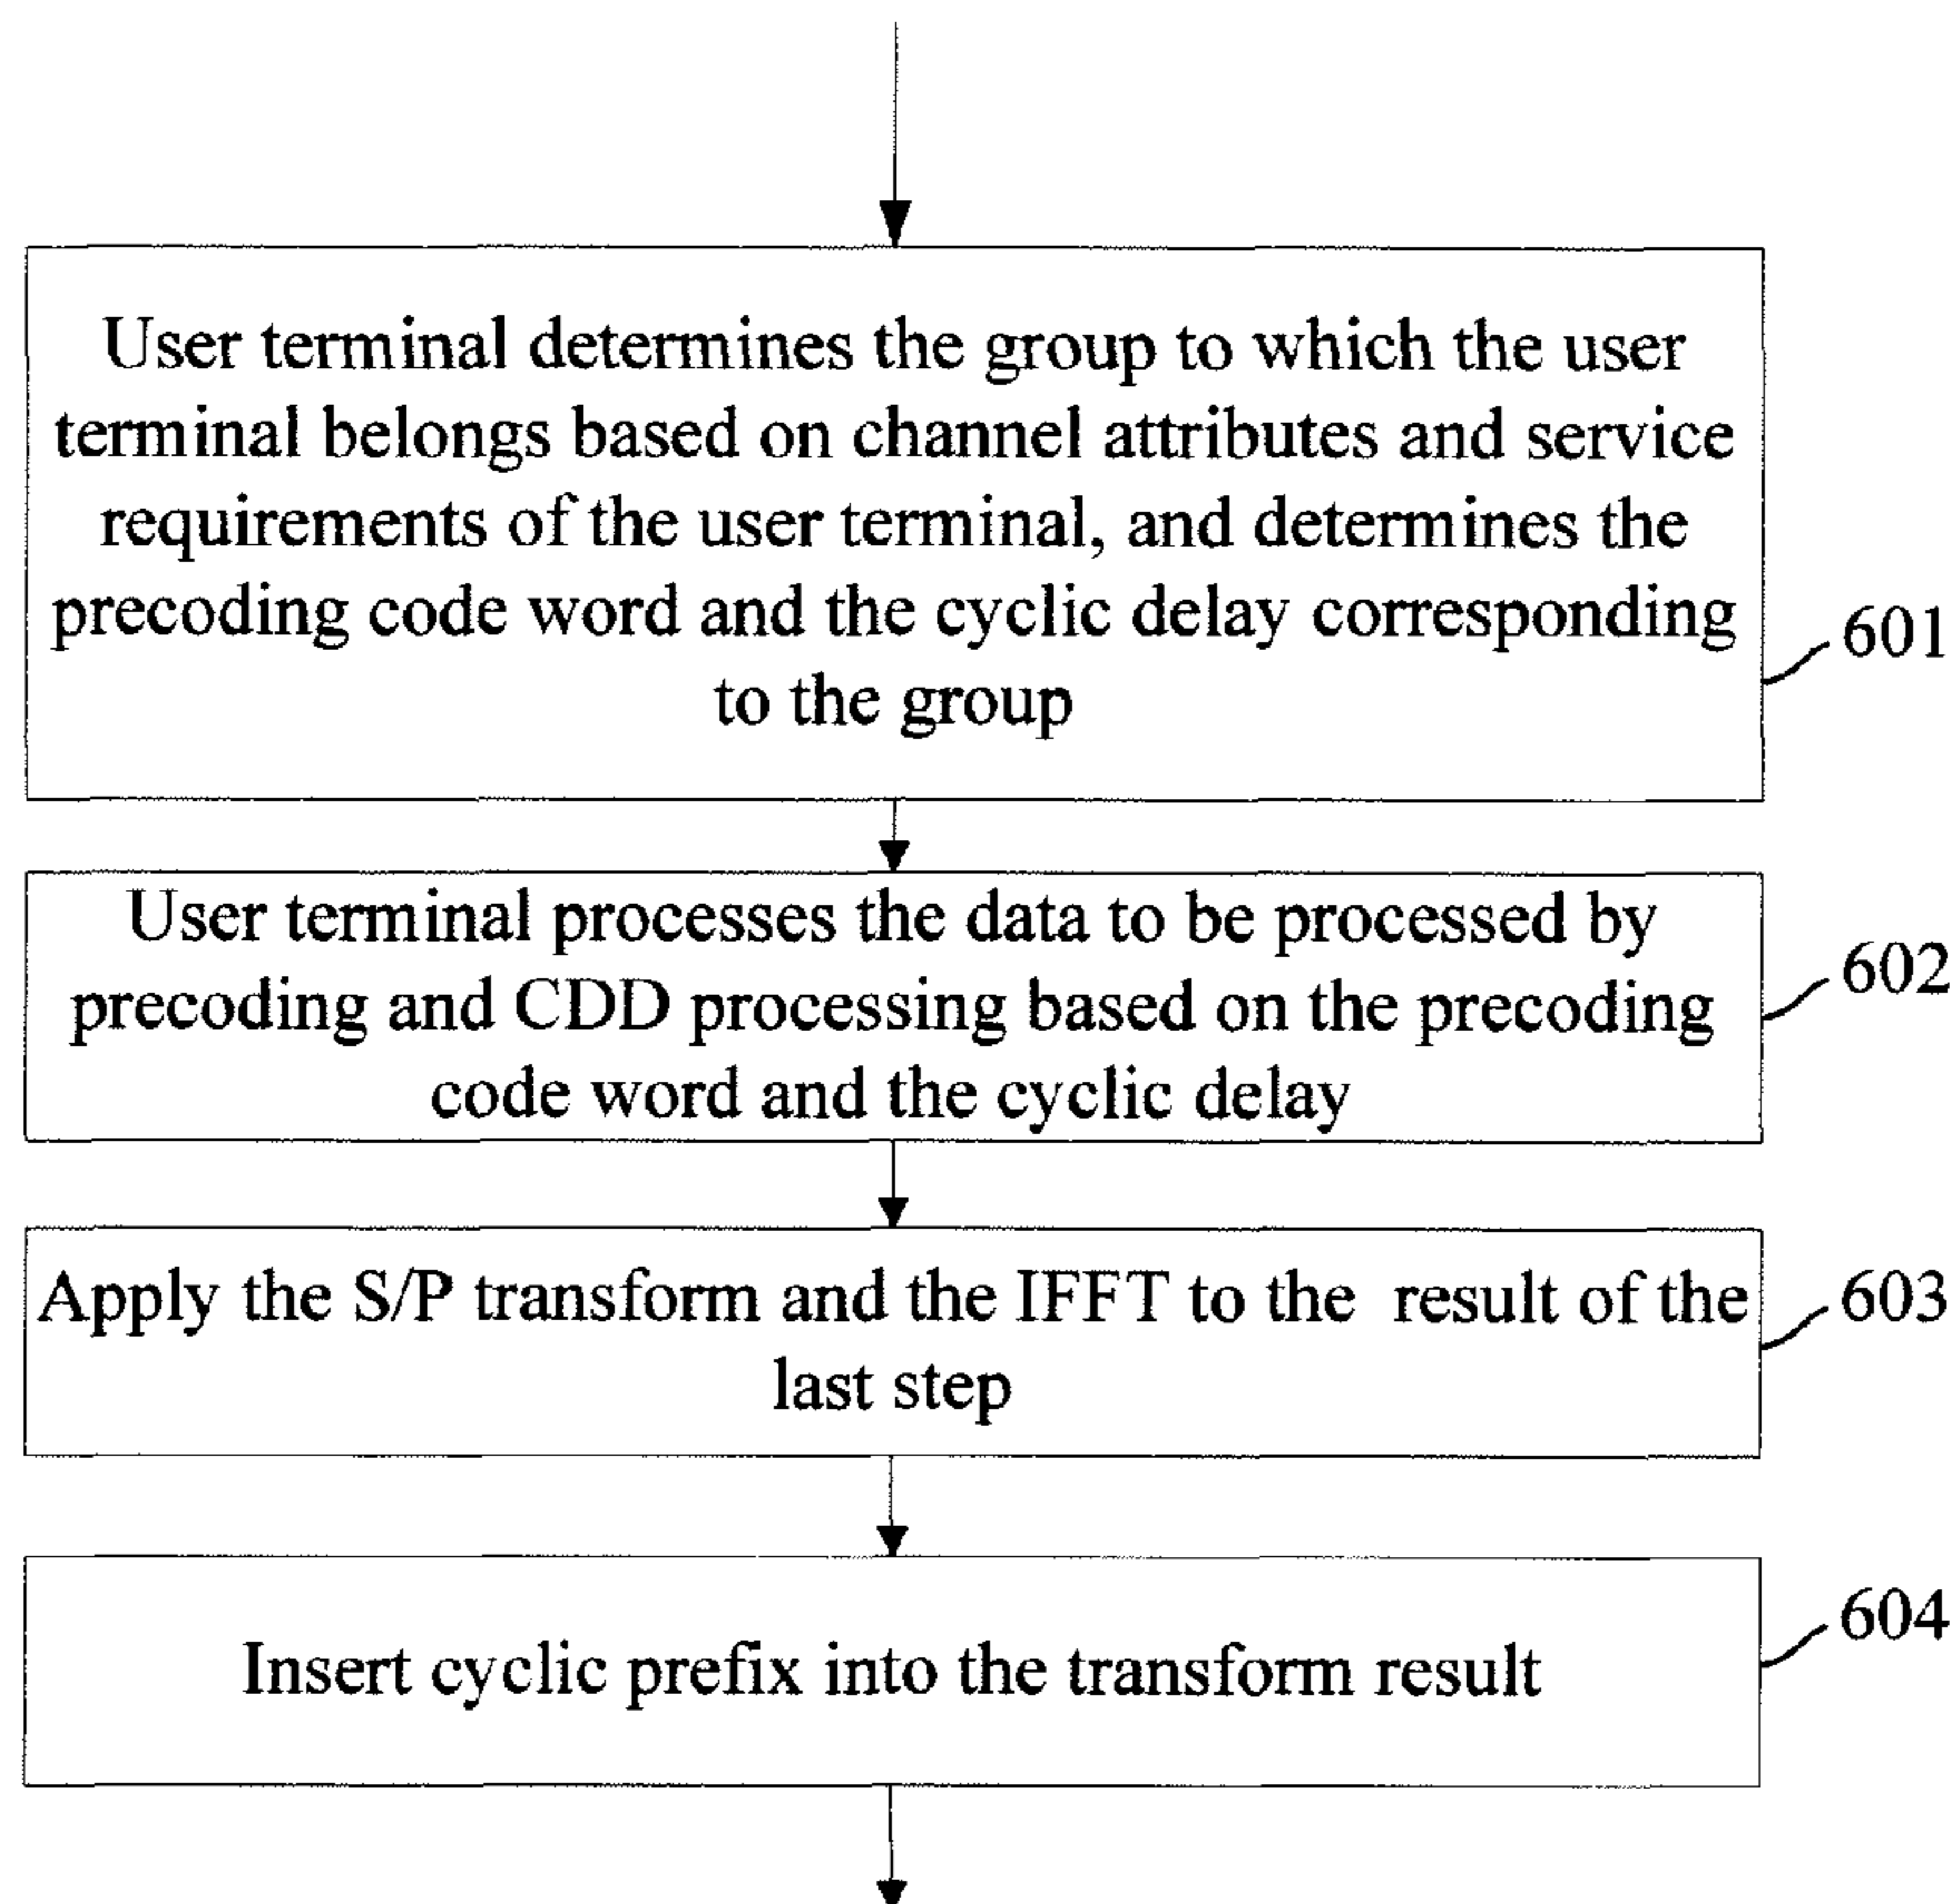 User terminal determines the group to which the user
terminal belongs based on channel attributes and service
requirements of the user terminal, and determines the
precoding code word and the cyclic delay corresponding
to the group
601
User terminal processes the data to be processed by
precoding and CDD processing based on the precoding
code word and the cyclic delay
602
Apply the S/P transform and the IFFT to the result of the
last step
603
Insert cyclic prefix into the transform result
604